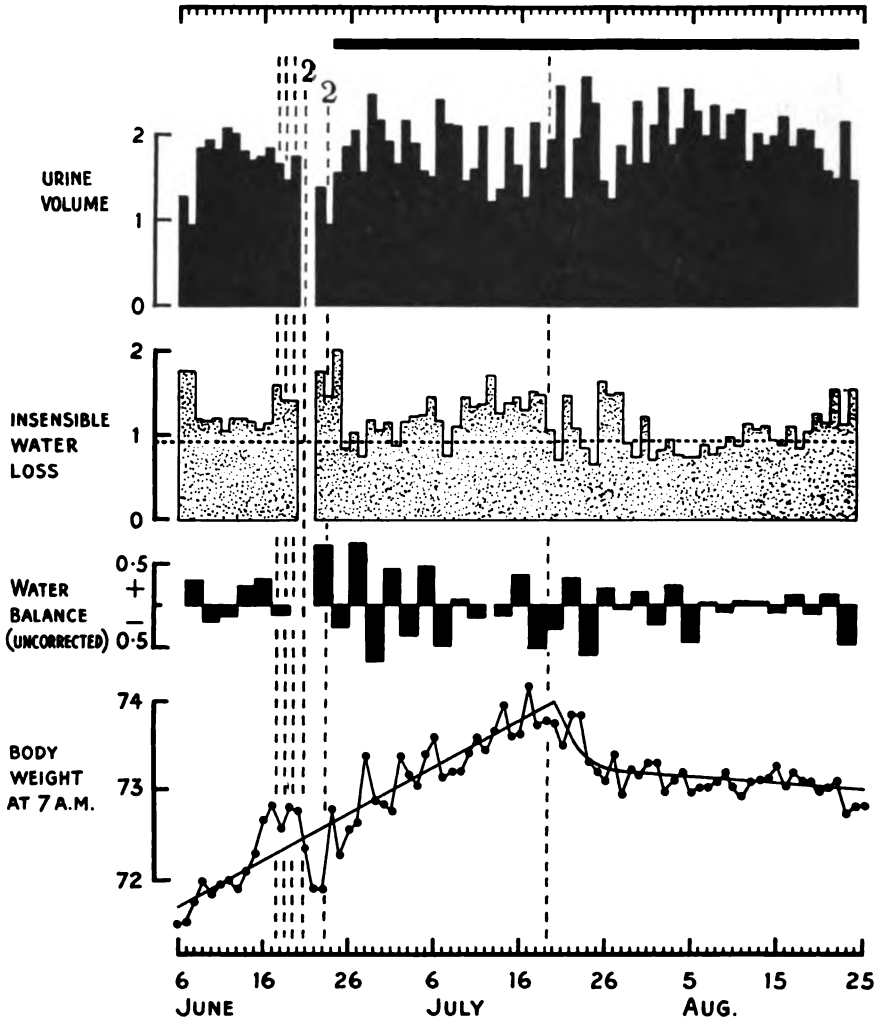 2
2
2
URINE
VOLUME
1
0
2
INSENSIBLE
WATER
LOSS
1
0
0·5
WATER
+
BALANCE
−
(UNCORRECTED)
0·5
74
BODY
WEIGHT
AT 7 A.M.
73
72
6 16 26 6 16 26 5 15 25
JUNE JULY AUG.